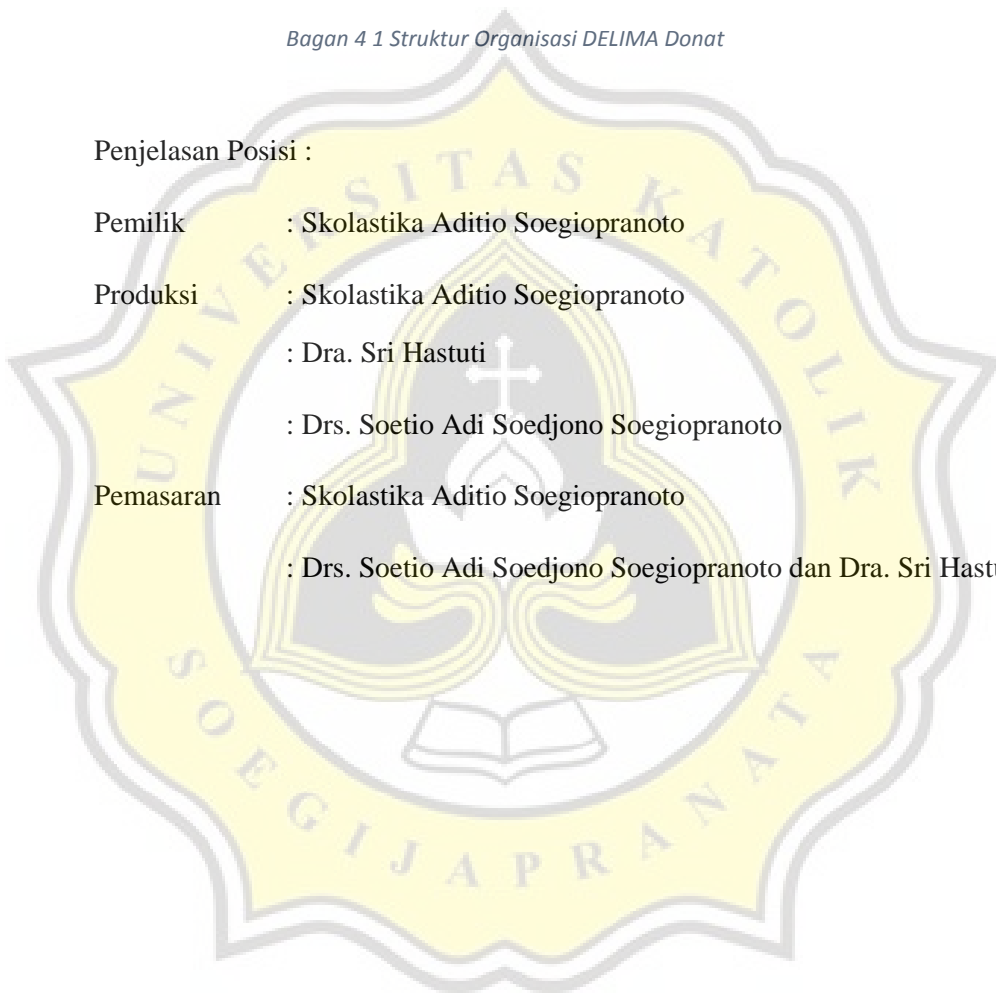 Bagan 4 1 Struktur Organisasi DELIMA Donat
Penjelasan Posisi :
Pemilik : Skolastika Aditio Soegiopranoto
Produksi : Skolastika Aditio Soegiopranoto
: Dra. Sri Hastuti
: Drs. Soetio Adi Soedjono Soegiopranoto
Pemasaran : Skolastika Aditio Soegiopranoto
: Drs. Soetio Adi Soedjono Soegiopranoto dan Dra. Sri
UNIVERSITAS KATOLIK
SOEGIJAPRANATA